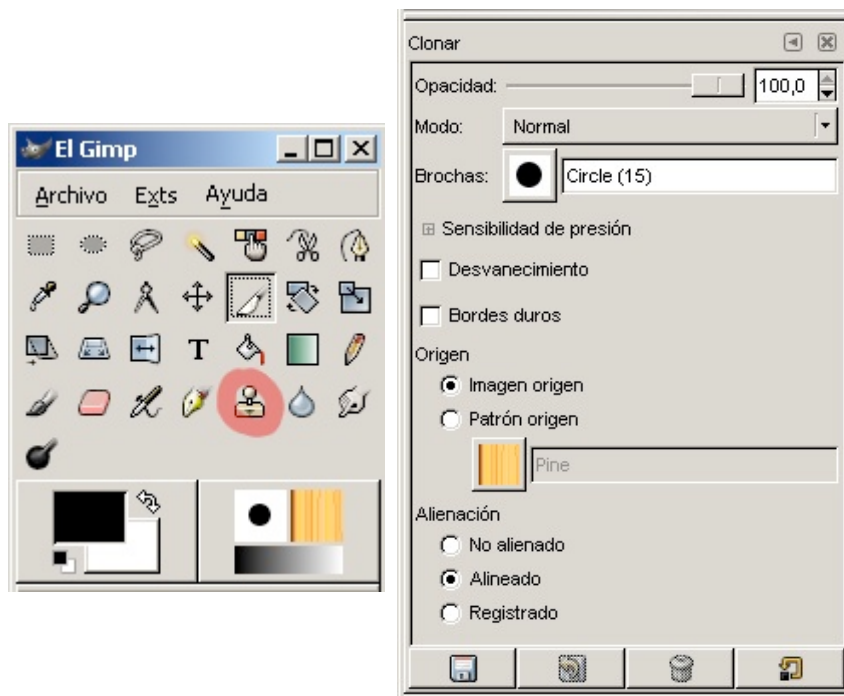 El Gimp
Archivo Exts Ayuda
T
Clonar
Opacidad: 100,0
Modo: Normal
Brochas: Circle (15)
Sensibilidad de presión
Desvanecimiento
Bordes duros
Origen
Imagen origen
Patrón origen
Pine
Alienación
No alienado
Alineado
Registrado